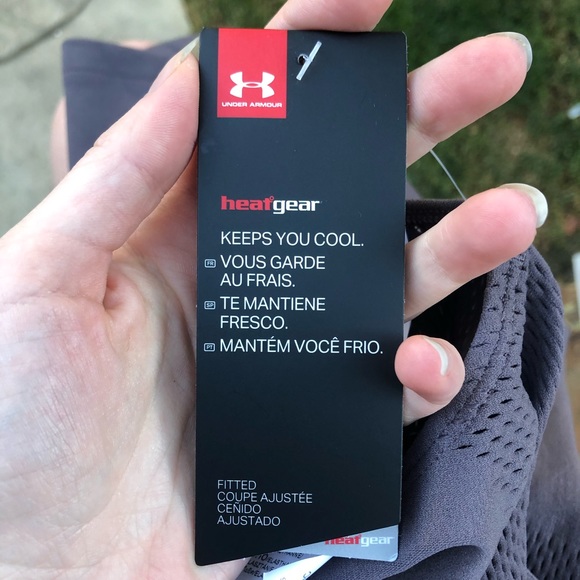 UNDER ARMOUR
heatgear
KEEPS YOU COOL.
FR VOUS GARDE
AU FRAIS.
SP TE MANTIENE
FRESCO.
PT MANTÉM VOCÊ FRIO.
FITTED
COUPE AJUSTÉE
CEÑIDO
AJUSTADO
heatgear